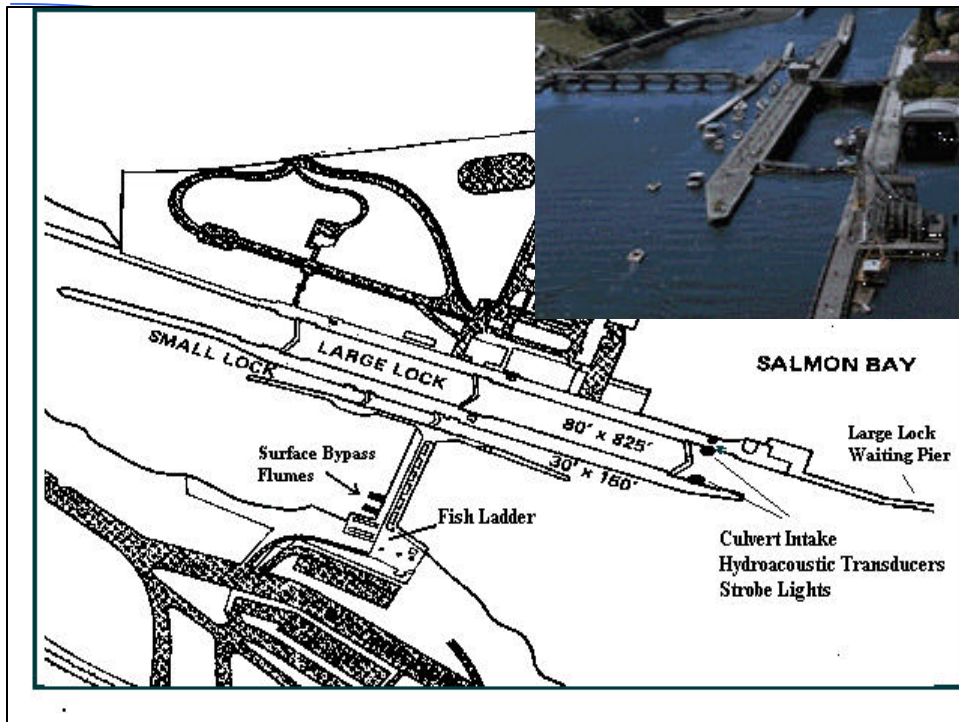 SALMON BAY
SMALL LOCK
LARGE LOCK
80' x 825'
30' x 160'
Large Lock
Waiting Pier
Surface Bypass
Flumes
Fish Ladder
Culvert Intake
Hydroacoustic Transducers
Strobe Lights